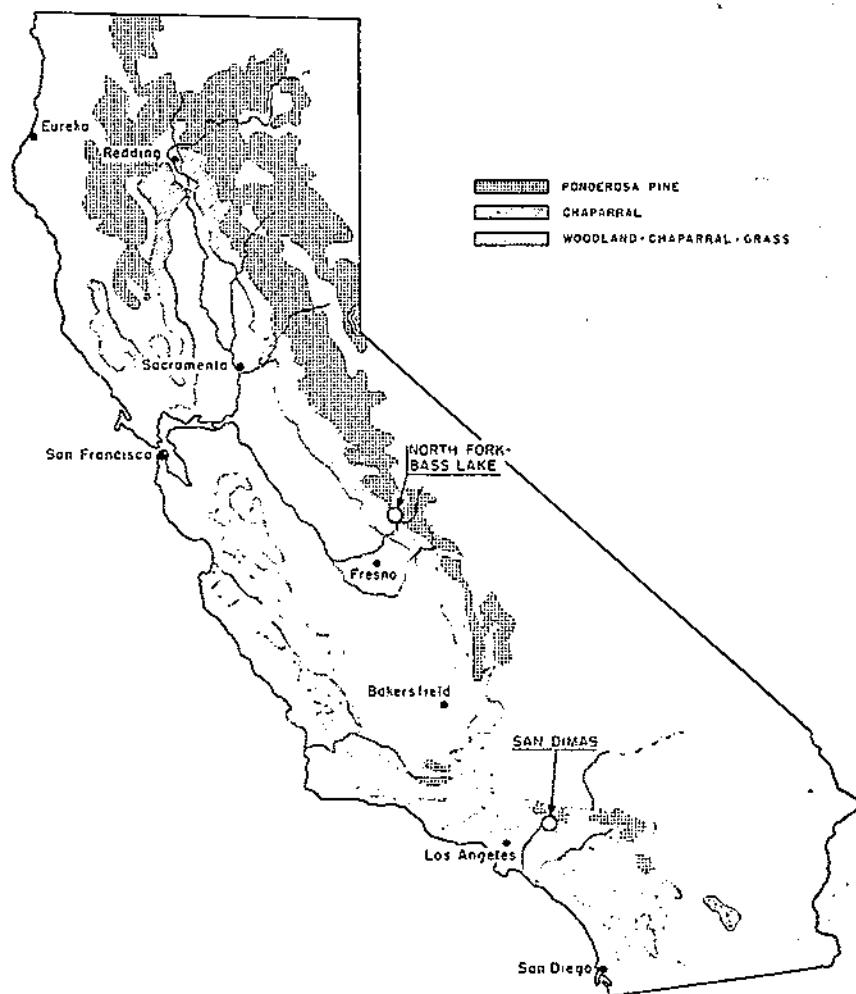 Eureka
Redding
PONDEROSA PINE
CHAPARRAL
WOODLAND-CHAPARRAL-GRASS
Sacramento
San Francisco
NORTH FORK-
BASS LAKE
Fresno
Bakersfield
SAN DIMAS
Los Angeles
San Diego